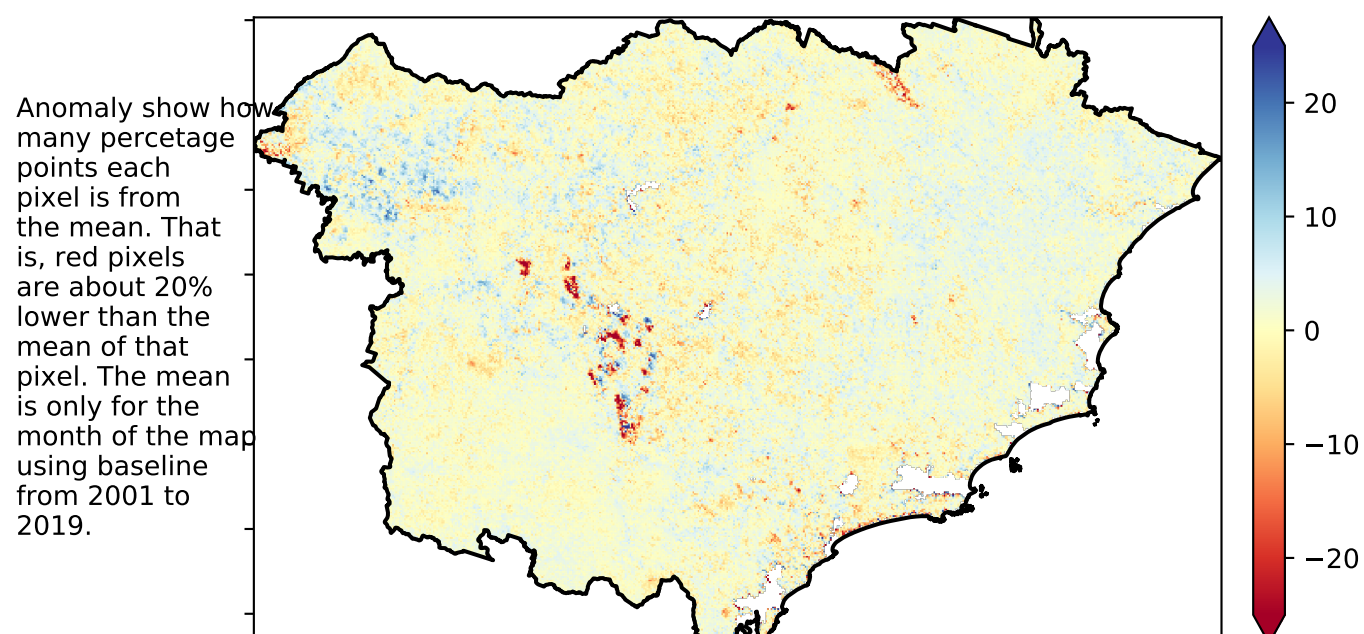 Anomaly show how
many percetage
points each
pixel is from
the mean. That
is, red pixels
are about 20%
lower than the
mean of that
pixel. The mean
is only for the
month of the map
using baseline
from 2001 to
2019.
20
10
0
−10
−20